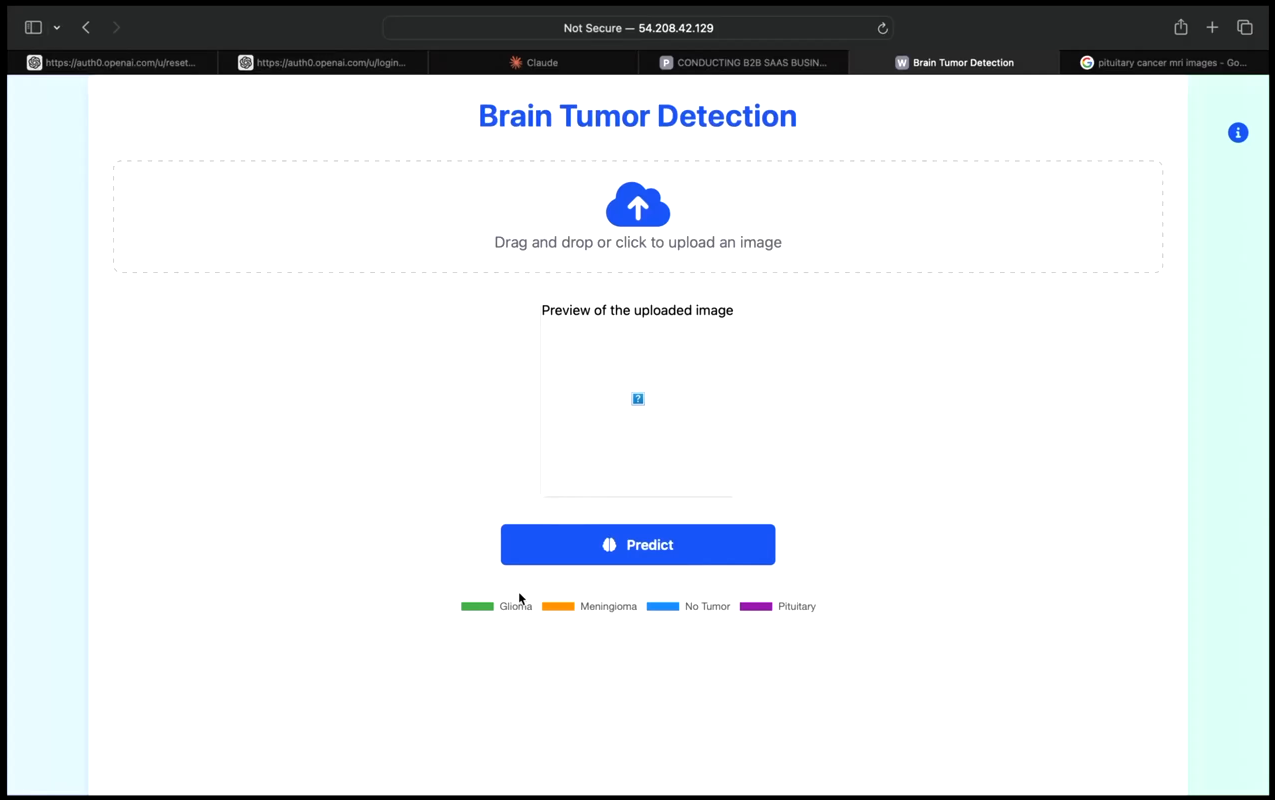 Not Secure — 54.208.42.129
https://auth0.openai.com/u/reset...
https://auth0.openai.com/u/login...
Claude
P CONDUCTING B2B SAAS BUSIN...
W Brain Tumor Detection
G pituitary cancer mri images - Go...
Brain Tumor Detection
i
Drag and drop or click to upload an image
Preview of the uploaded image
?
Predict
Glioma Meningioma No Tumor Pituitary